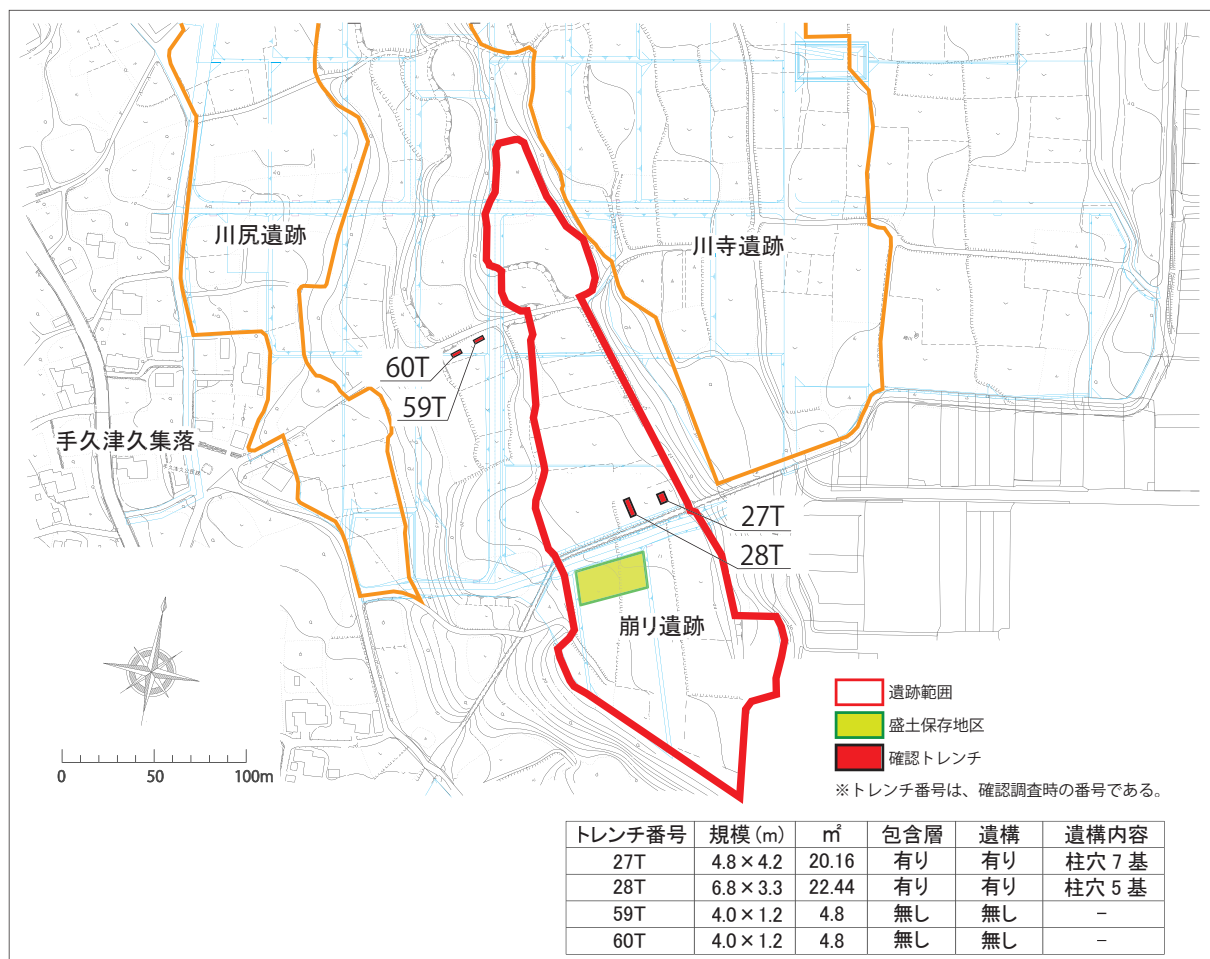 川尻遺跡
川寺遺跡
60T
59T
手久津久集落
27T
28T
崩リ遺跡
0 50 100m
遺跡範囲
盛土保存地区
確認トレンチ
※トレンチ番号は、確認調査時の番号である。
トレンチ番号 規模(m) ㎡ 包含層 遺構 遺構内容
27T 4.8×4.2 20.16 有り 有り 柱穴 7 基
28T 6.8×3.3 22.44 有り 有り 柱穴 5 基
59T 4.0×1.2 4.8 無し 無し −
60T 4.0×1.2 4.8 無し 無し −